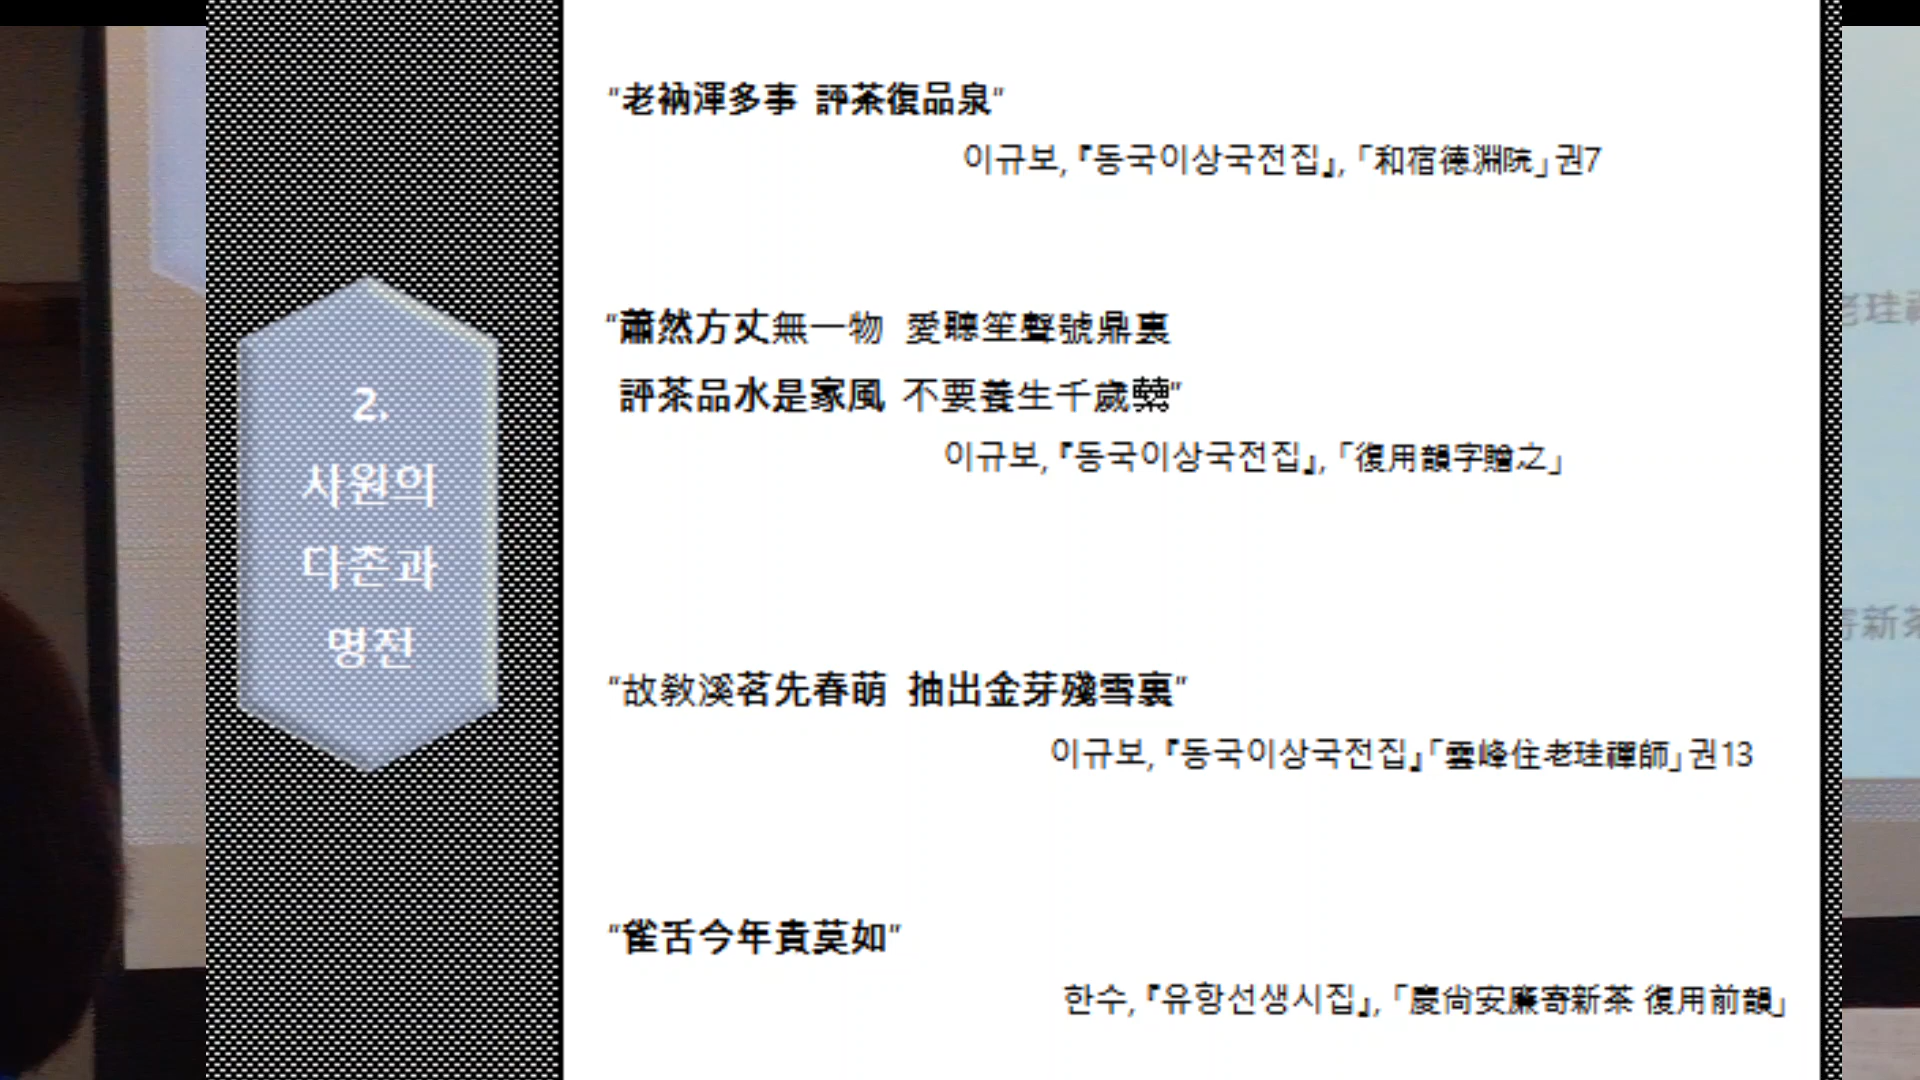 2.
사원의
다존과
명전
"老衲渾多事 評茶復品泉"
이규보, 『동국이상국전집』, 「和宿德淵院」권7
"蕭然方丈無一物 愛聽笙聲號鼎裏
評茶品水是家風 不要養生千歲"
이규보, 『동국이상국전집』, 「復用韻字贈之」
"故敎溪茗先春萌 抽出金芽殘雪裏"
이규보, 『동국이상국전집』「雲峰住老珪禪師」권13
"雀舌今年貴莫如"
한수, 『유항선생시집』, 「慶尙安廉寄新茶 復用前韻」
老珪
寄新茶